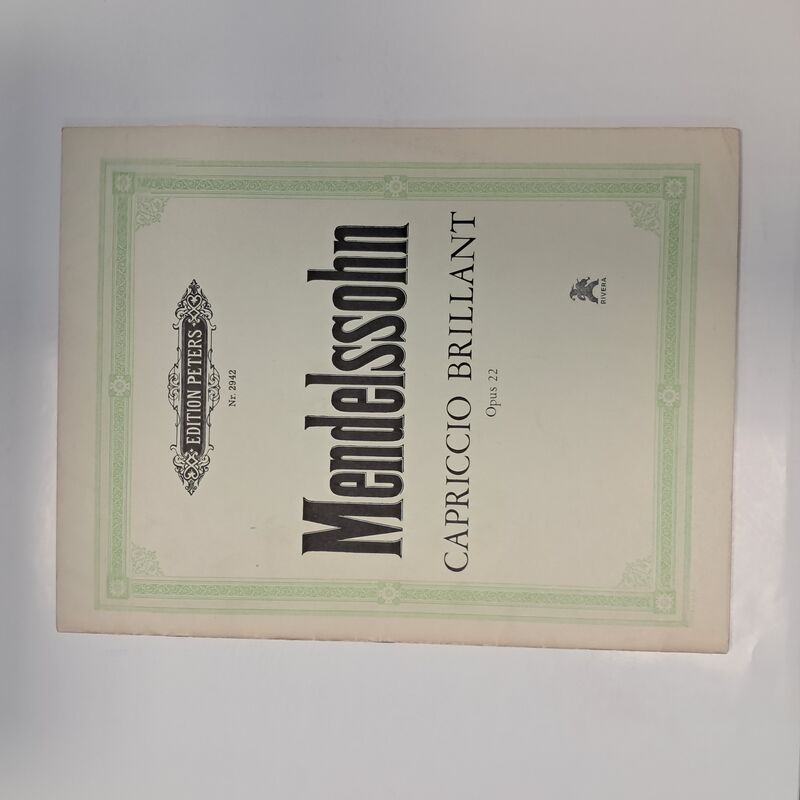 EDITION PETERS
Nr. 2942
Mendelssohn
CAPRICCIO BRILLANT
Opus 22
RIVERA